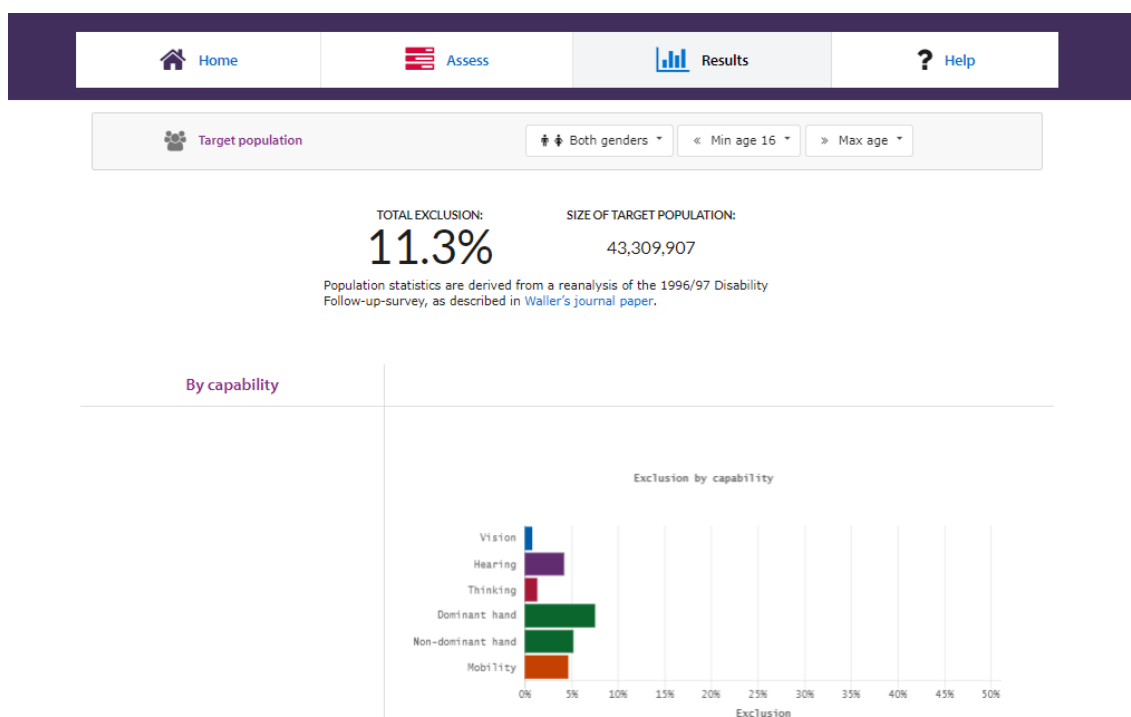 Home
Assess
Results
? Help
Target population
Both genders
« Min age 16
» Max age
TOTAL EXCLUSION:
SIZE OF TARGET POPULATION:
11.3%
43,309,907
Population statistics are derived from a reanalysis of the 1996/97 Disability
Follow-up-survey, as described in Waller's journal paper.
By capability
Exclusion by capability
Vision
Hearing
Thinking
Dominant hand
Non-dominant hand
Mobility
0% 5% 10% 15% 20% 25% 30% 35% 40% 45% 50%
Exclusion